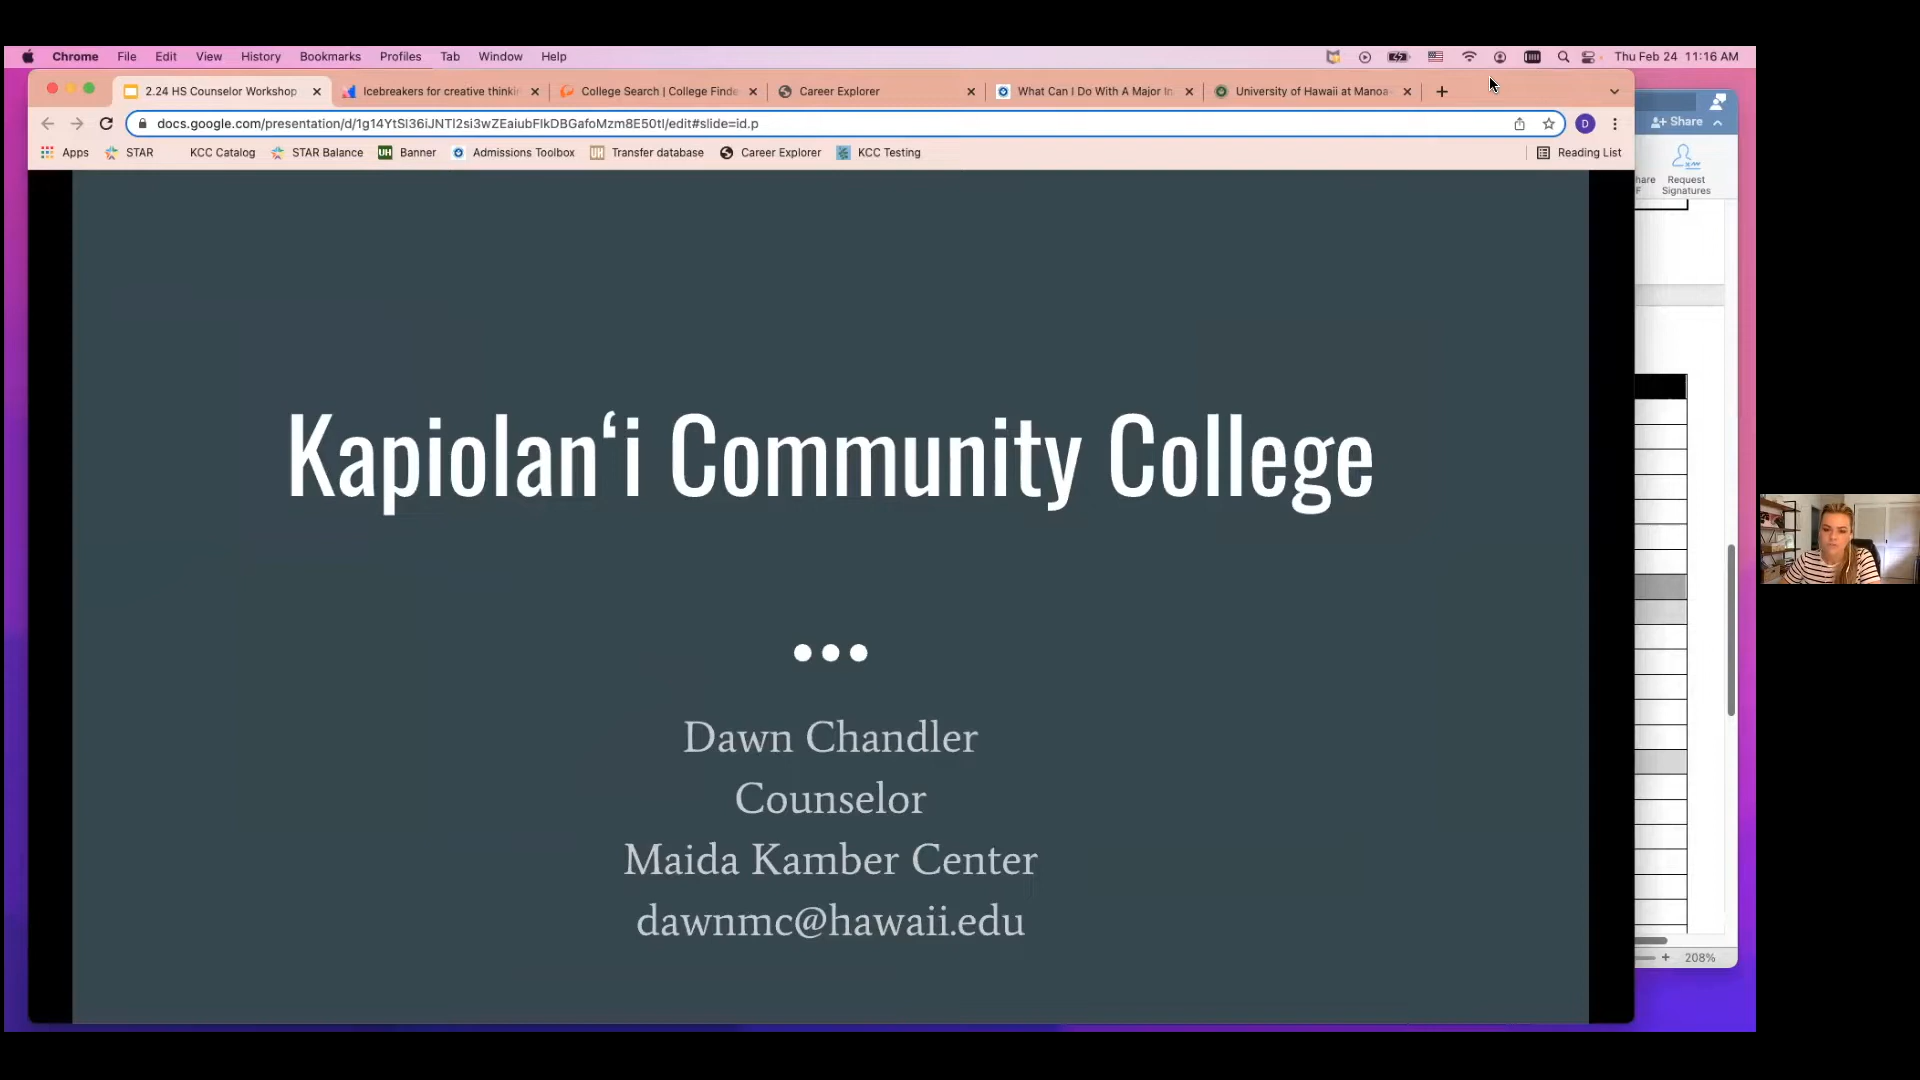 Chrome File Edit View History Bookmarks Profiles Tab Window Help Thu Feb 24 11:16 AM
2.24 HS Counselor Workshop Icebreakers for creative thinki College Search | College Finde Career Explorer What Can I Do With A Major In University of Hawaii at Manoa
docs.google.com/presentation/d/1g14YtSl36iJNTl2si3wZEaiubFlkDBGafoMzm8E50tI/edit#slide=id.p D
Apps STAR KCC Catalog STAR Balance UH Banner Admissions Toolbox UH Transfer database Career Explorer KCC Testing Reading List
Share
hare Request
F Signatures
Kapiolan‘i Community College
Dawn Chandler
Counselor
Maida Kamber Center
dawnmc@hawaii.edu
208%